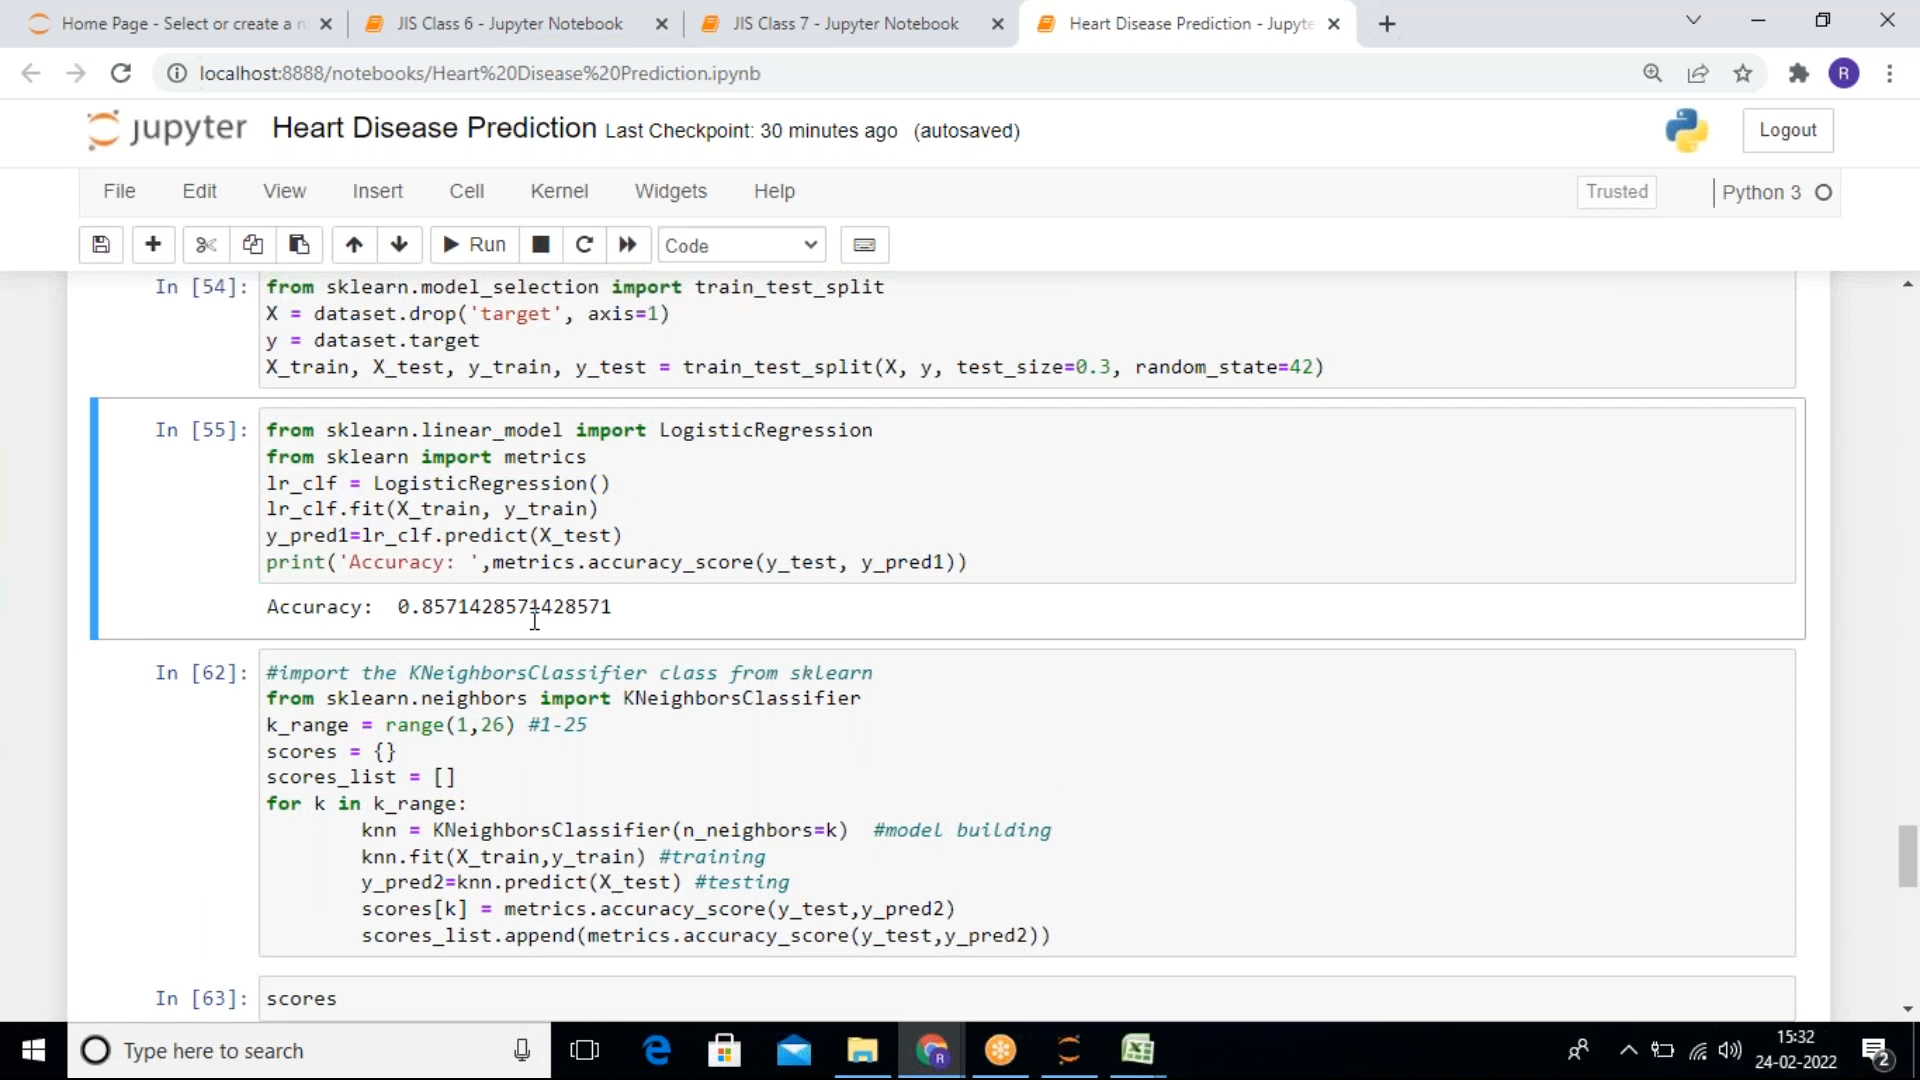 Home Page - Select or create a n
JIS Class 6 - Jupyter Notebook
JIS Class 7 - Jupyter Notebook
Heart Disease Prediction - Jupyte
localhost:8888/notebooks/Heart%20Disease%20Prediction.ipynb
R
jupyter Heart Disease Prediction Last Checkpoint: 30 minutes ago (autosaved)
Logout
File Edit View Insert Cell Kernel Widgets Help
Trusted
Python 3
Run
Code
In [54]: from sklearn.model_selection import train_test_split
X = dataset.drop('target', axis=1)
y = dataset.target
X_train, X_test, y_train, y_test = train_test_split(X, y, test_size=0.3, random_state=42)
In [55]: from sklearn.linear_model import LogisticRegression
from sklearn import metrics
lr_clf = LogisticRegression()
lr_clf.fit(X_train, y_train)
y_pred1=lr_clf.predict(X_test)
print('Accuracy: ',metrics.accuracy_score(y_test, y_pred1))
Accuracy:  0.8571428571428571
In [62]: #import the KNeighborsClassifier class from sklearn
from sklearn.neighbors import KNeighborsClassifier
k_range = range(1,26) #1-25
scores = {}
scores_list = []
for k in k_range:
knn = KNeighborsClassifier(n_neighbors=k)  #model building
knn.fit(X_train,y_train) #training
y_pred2=knn.predict(X_test) #testing
scores[k] = metrics.accuracy_score(y_test,y_pred2)
scores_list.append(metrics.accuracy_score(y_test,y_pred2))
In [63]: scores
Type here to search
R
15:32
24-02-2022
2